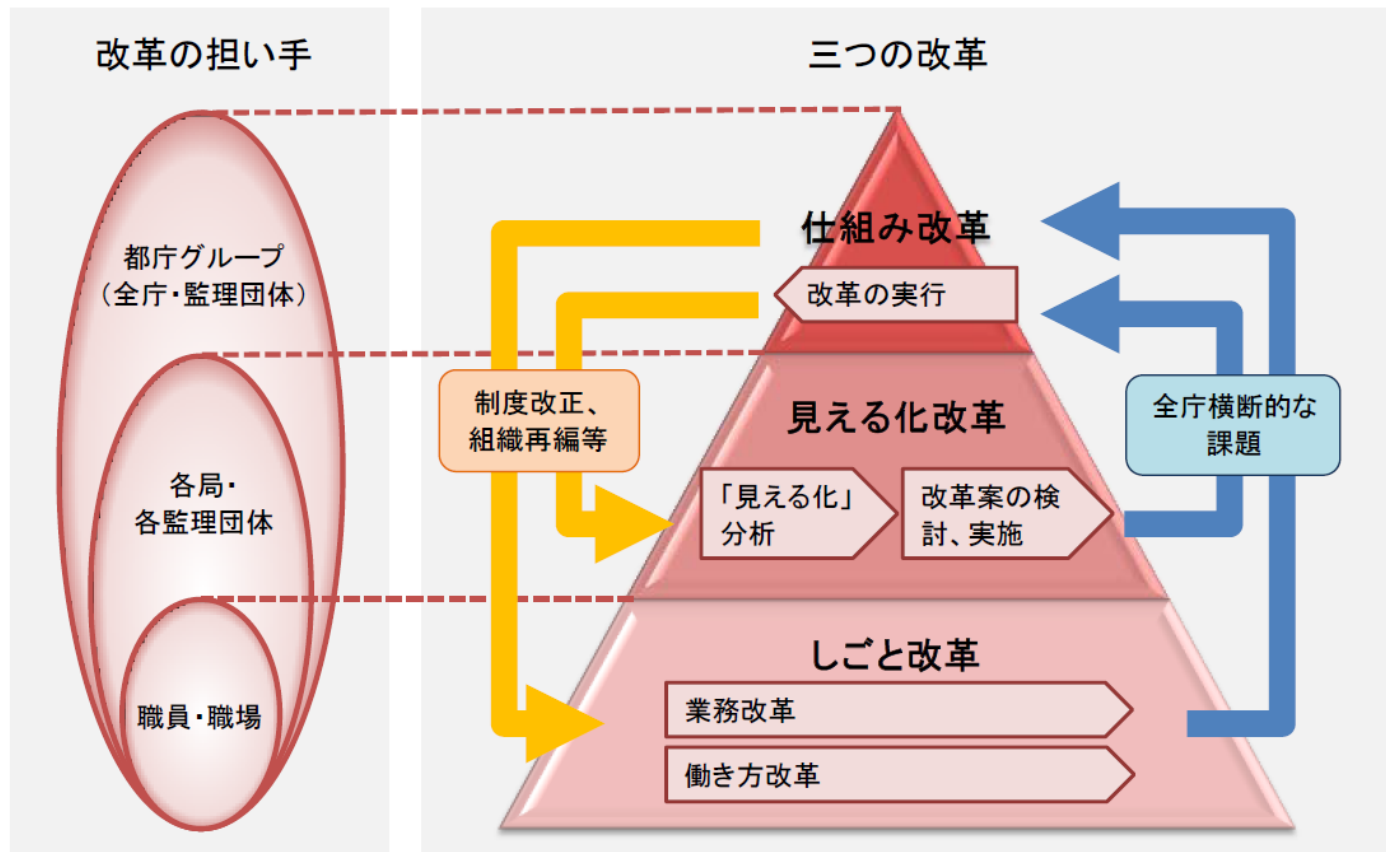 改革の担い手
都庁グループ
（全庁・監理団体）
各局・
各監理団体
職員・職場
三つの改革
仕組み改革
改革の実行
制度改正、
組織再編等
見える化改革
「見える化」
分析
改革案の検
討、実施
全庁横断的な
課題
しごと改革
業務改革
働き方改革